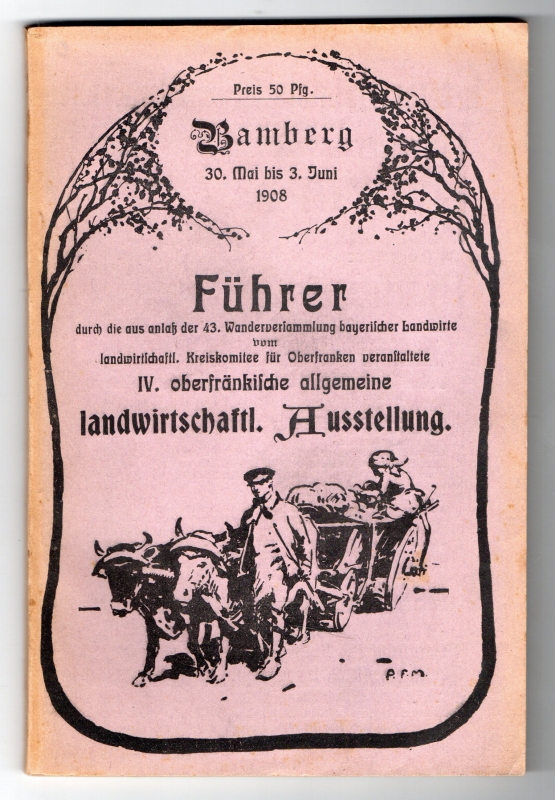 Preis 50 Pfg.
Bamberg
30. Mai bis 3. Juni
1908
Führer
durch die aus anlaß der 43. Wanderversammlung bayerischer Landwirte
vom
landwirtschaftl. Kreiskomitee für Oberfranken veranstaltete
IV. oberfränkische allgemeine
landwirtschaftl. Ausstellung.
P.F.M.